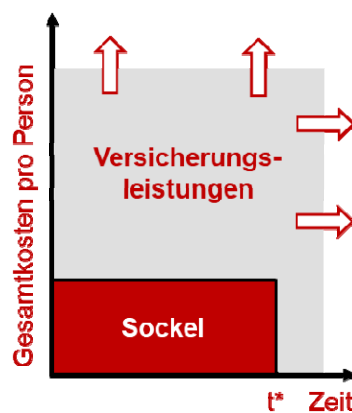 Gesamtkosten pro Person
Versicherungs-
leistungen
Sockel
t* Zeit